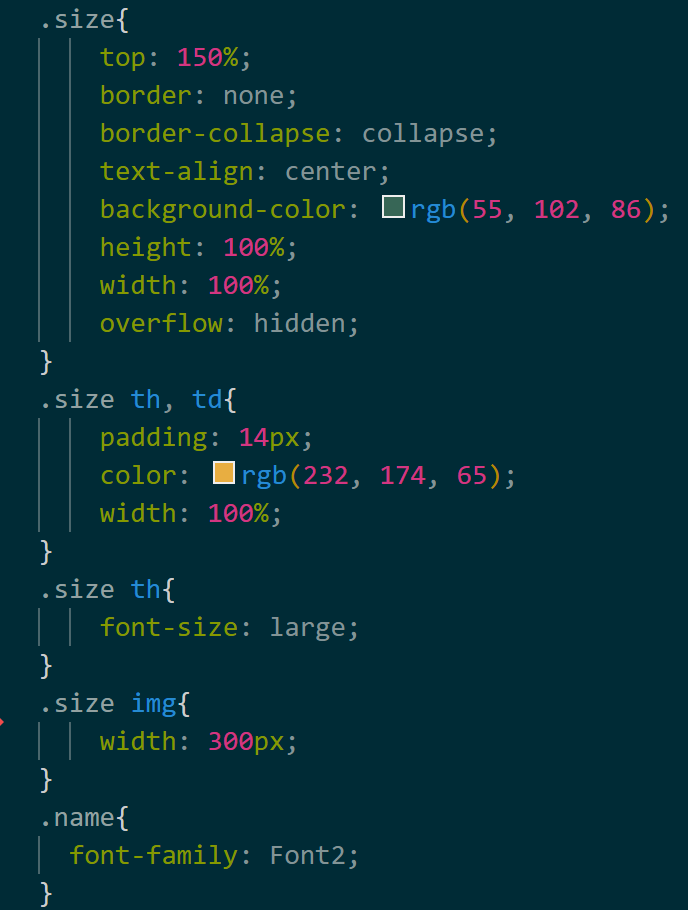 .size{
top: 150%;
border: none;
border-collapse: collapse;
text-align: center;
background-color: rgb(55, 102, 86);
height: 100%;
width: 100%;
overflow: hidden;
}
.size th, td{
padding: 14px;
color: rgb(232, 174, 65);
width: 100%;
}
.size th{
font-size: large;
}
.size img{
width: 300px;
}
.name{
font-family: Font2;
}